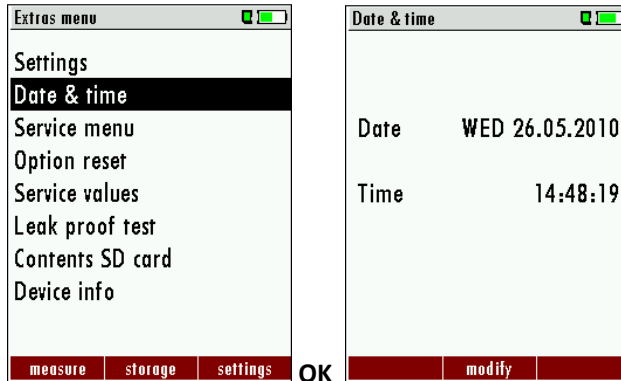 Extras menu
Settings
Date & time
Service menu
Option reset
Service values
Leak proof test
Contents SD card
Device info
measure storage settings
OK
Date & time
Date WED 26.05.2010
Time 14:48:19
modify